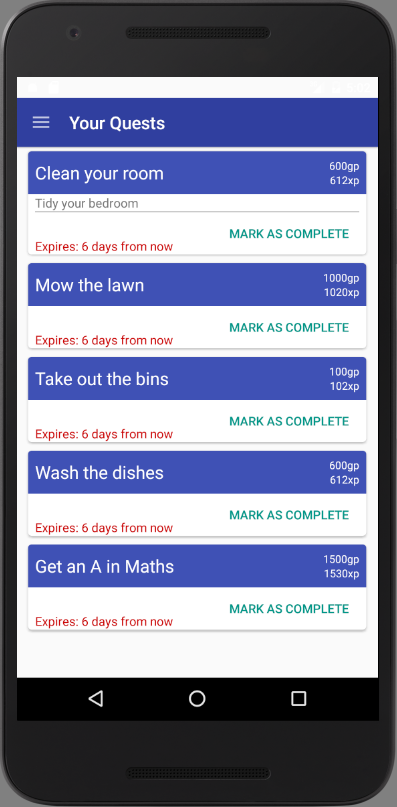 Your Quests
Clean your room
600gp
612xp
Tidy your bedroom
MARK AS COMPLETE
Expires: 6 days from now
Mow the lawn
1000gp
1020xp
MARK AS COMPLETE
Expires: 6 days from now
Take out the bins
100gp
102xp
MARK AS COMPLETE
Expires: 6 days from now
Wash the dishes
600gp
612xp
MARK AS COMPLETE
Expires: 6 days from now
Get an A in Maths
1500gp
1530xp
MARK AS COMPLETE
Expires: 6 days from now